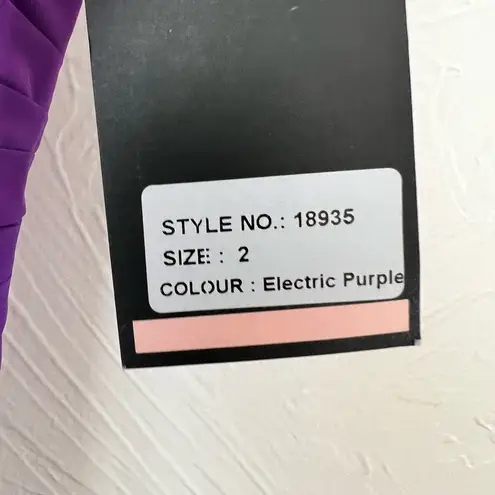 STYLE NO.: 18935
SIZE : 2
COLOUR : Electric Purple